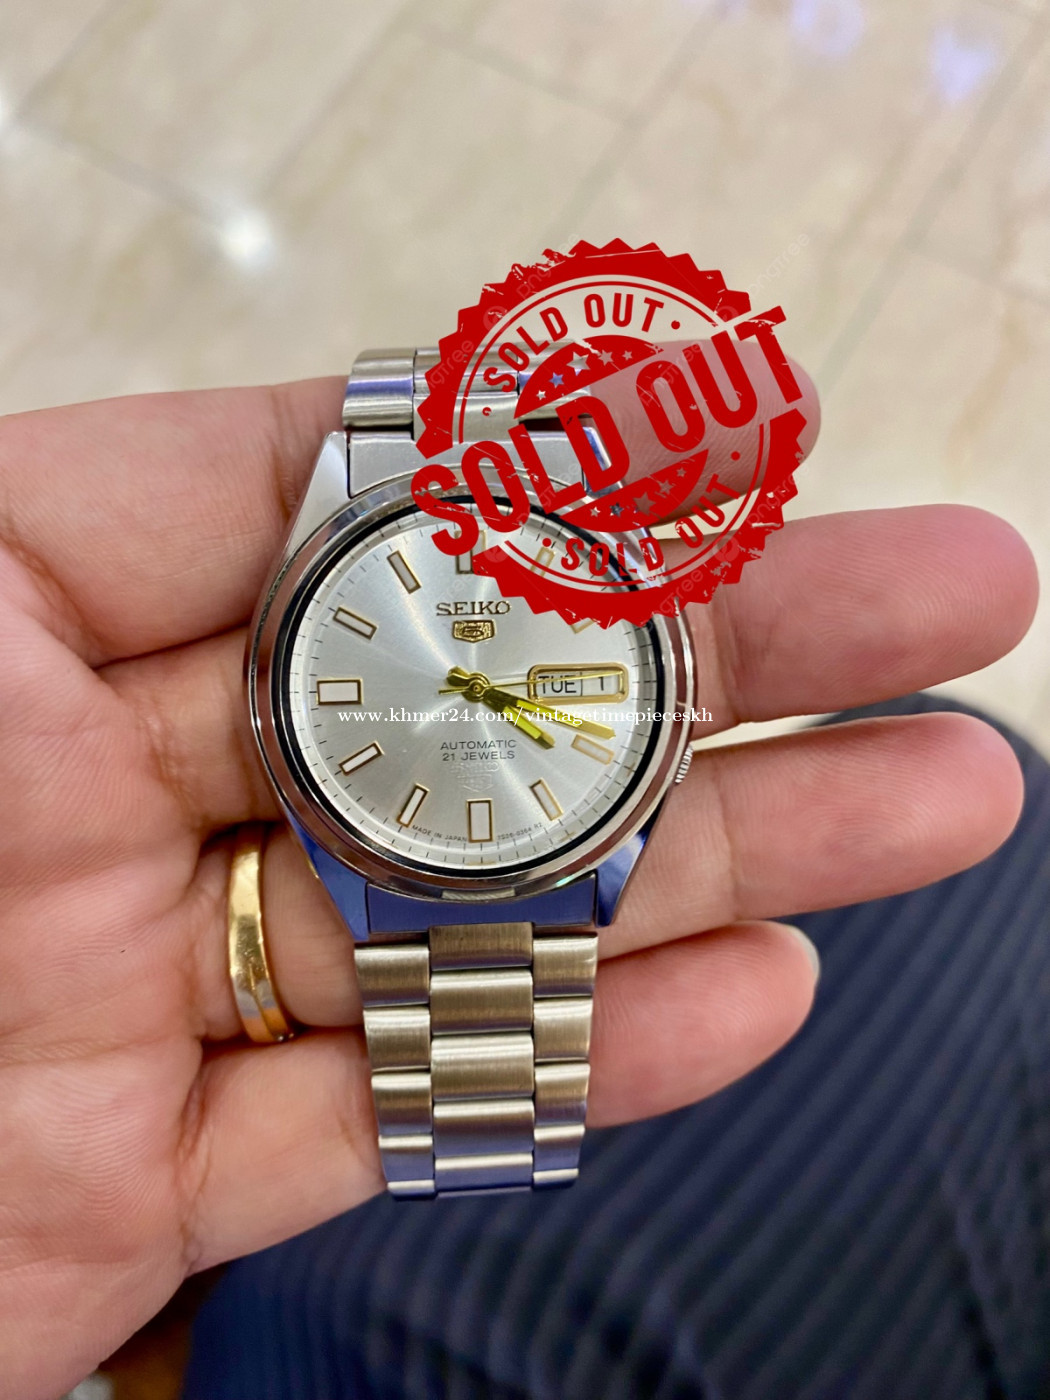 SOLD OUT
SOLD OUT
SOLD OUT
SEIKO
5
TUE 1
www.khmer24.com/vintagetimepieceskh
AUTOMATIC
21 JEWELS
MADE IN JAPAN